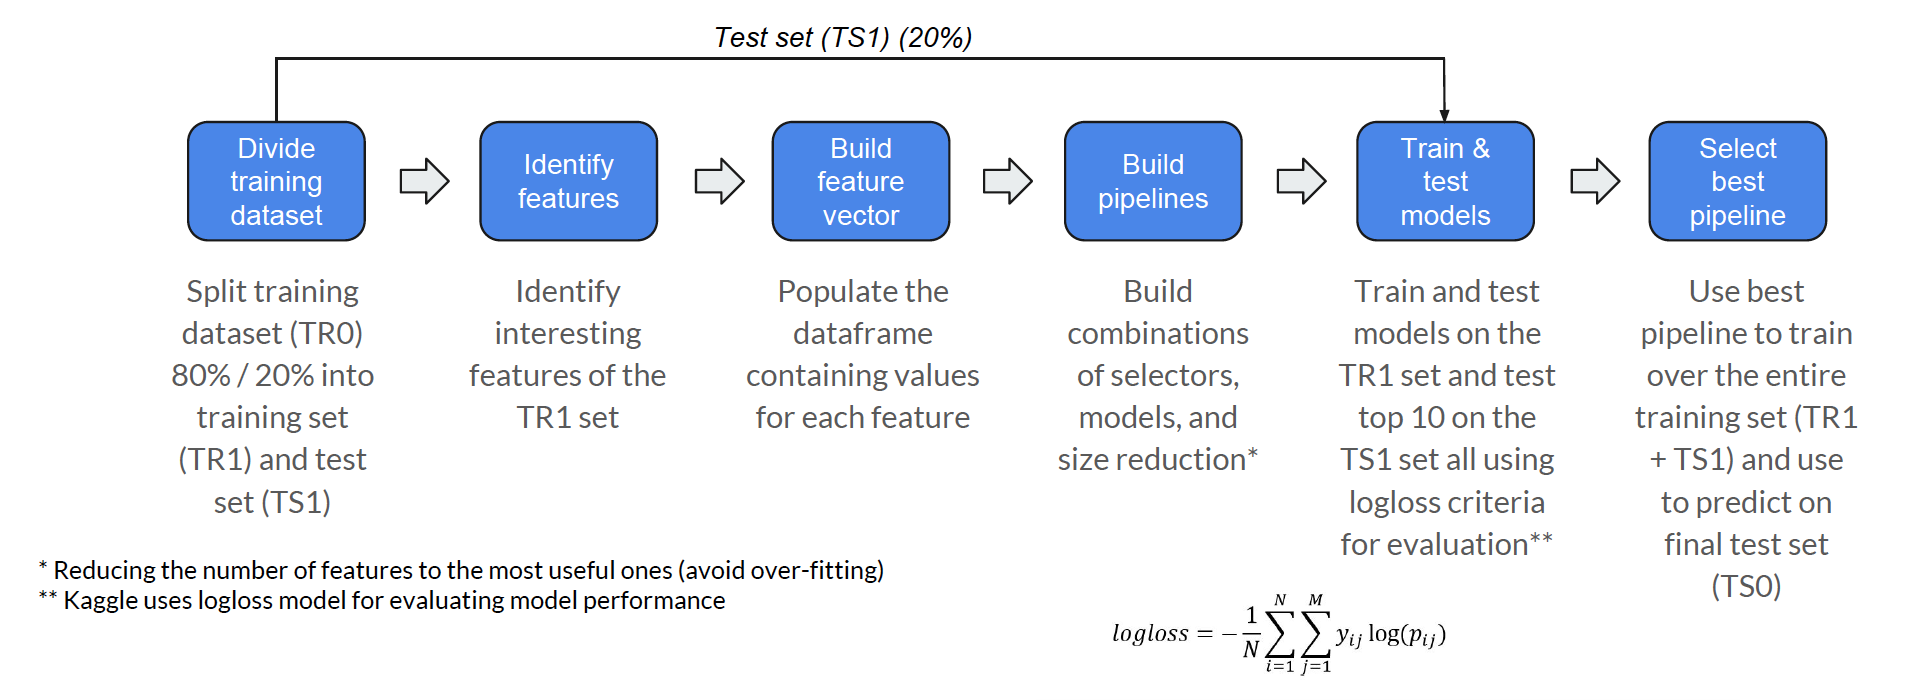 Test set (TS1) (20%)
Divide
training
dataset
Identify
features
Build
feature
vector
Build
pipelines
Train &
test
models
Select
best
pipeline
Split training
dataset (TR0)
80% / 20% into
training set
(TR1) and test
set (TS1)
Identify
interesting
features of the
TR1 set
Populate the
dataframe
containing values
for each feature
Build
combinations
of selectors,
models, and
size reduction*
Train and test
models on the
TR1 set and test
top 10 on the
TS1 set all using
logloss criteria
for evaluation**
Use best
pipeline to train
over the entire
training set (TR1
+ TS1) and use
to predict on
final test set
(TS0)
* Reducing the number of features to the most useful ones (avoid over-fitting)
** Kaggle uses logloss model for evaluating model performance
logloss = −\frac{1}{N}\sum_{i=1}^{N}\sum_{j=1}^{M} y_{ij} log(p_{ij})